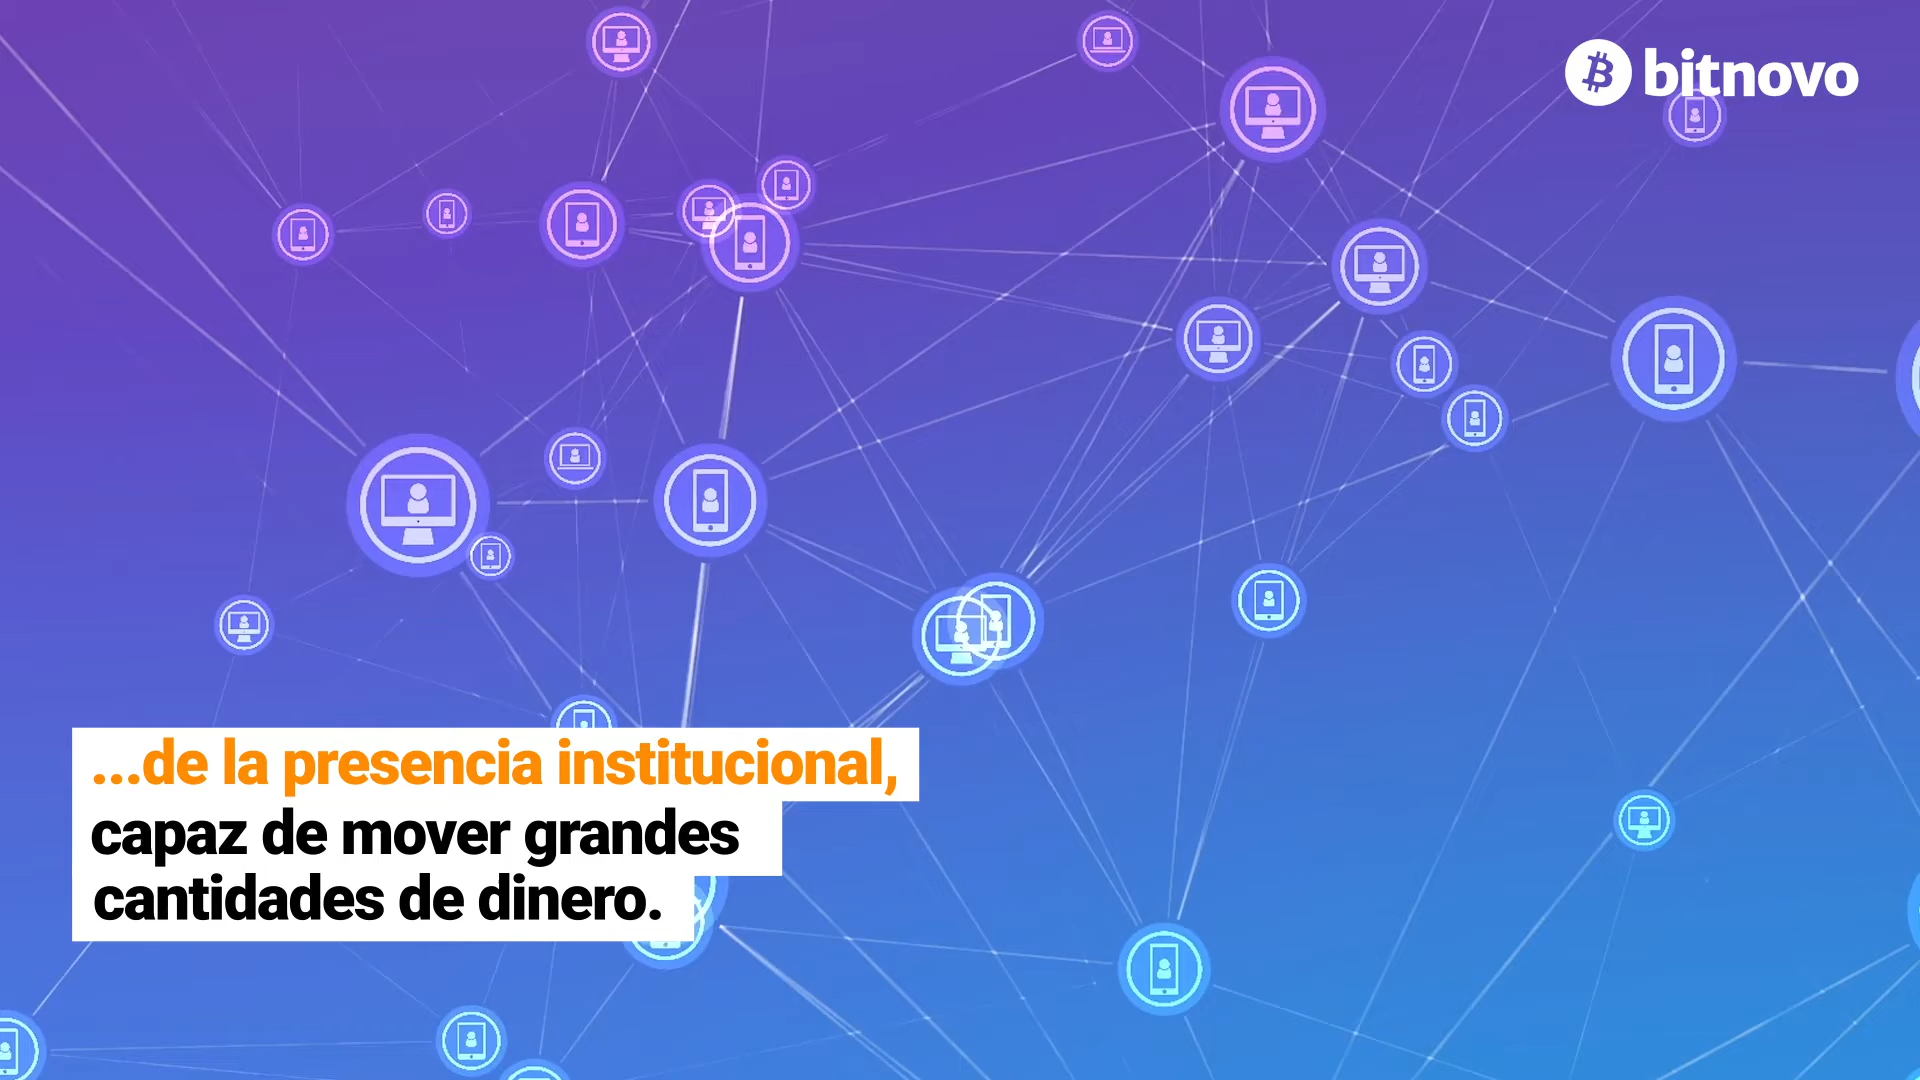 bitnovo
...de la presencia institucional,
capaz de mover grandes
cantidades de dinero.